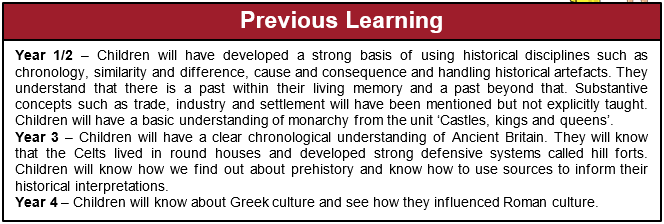 Previous Learning
Year 1/2 – Children will have developed a strong basis of using historical disciplines such as
chronology, similarity and difference, cause and consequence and handling historical artefacts. They
understand that there is a past within their living memory and a past beyond that. Substantive
concepts such as trade, industry and settlement will have been mentioned but not explicitly taught.
Children will have a basic understanding of monarchy from the unit ‘Castles, kings and queens’.
Year 3 – Children will have a clear chronological understanding of Ancient Britain. They will know
that the Celts lived in round houses and developed strong defensive systems called hill forts.
Children will know how we find out about prehistory and know how to use sources to inform their
historical interpretations.
Year 4 – Children will know about Greek culture and see how they influenced Roman culture.